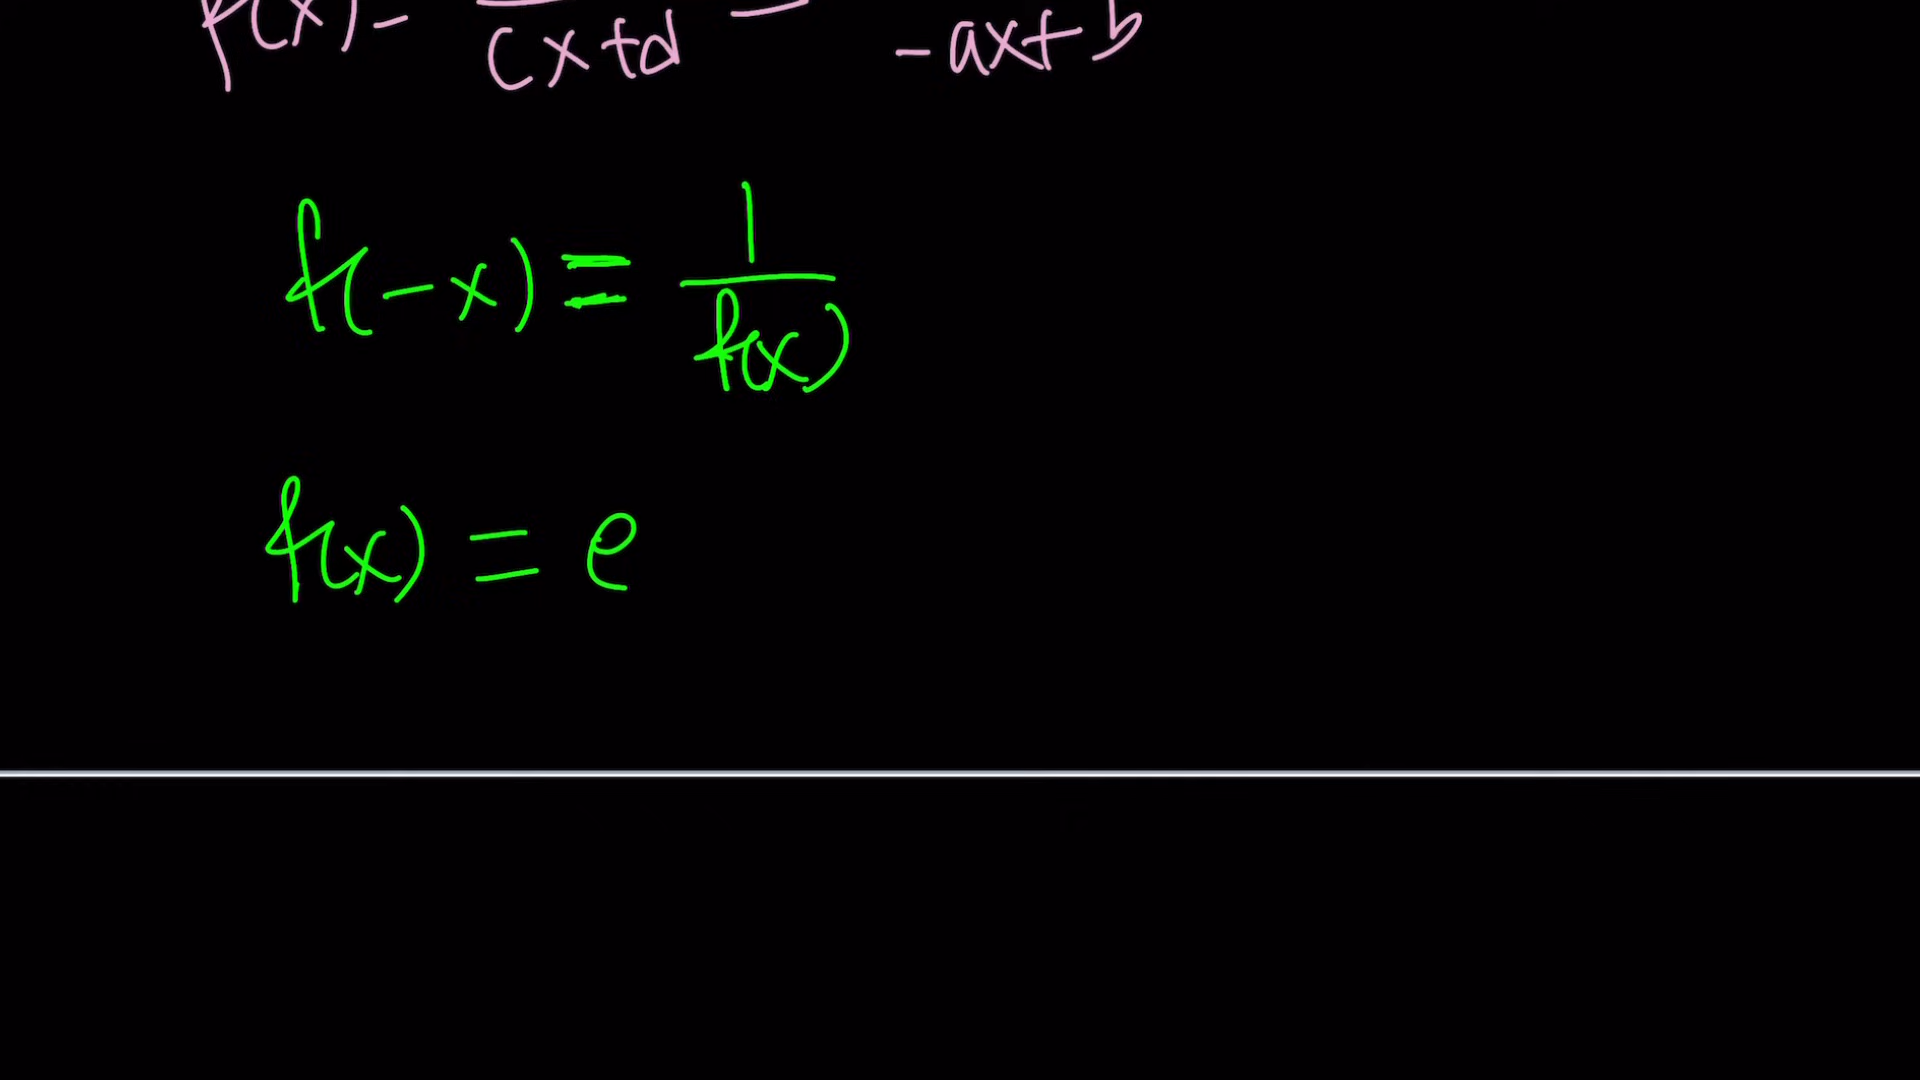 f(x) = / cx+d = / -ax+b
f(-x) = 1/f(x)
f(x) = e